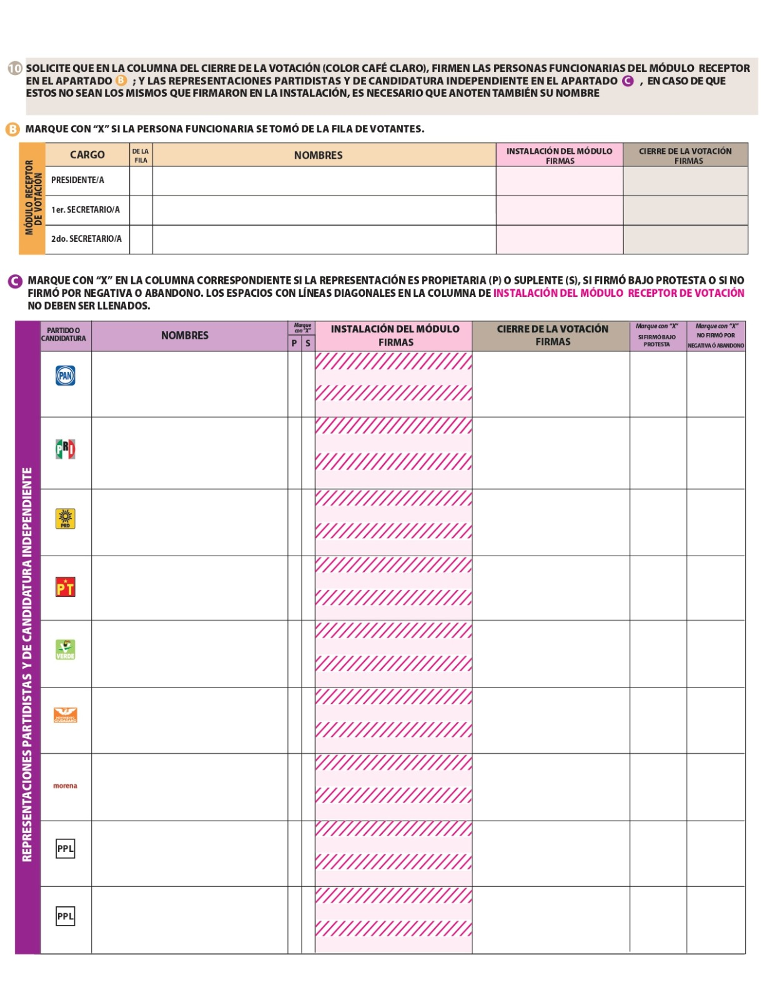 10 SOLICITE QUE EN LA COLUMNA DEL CIERRE DE LA VOTACIÓN (COLOR CAFÉ CLARO), FIRMEN LAS PERSONAS FUNCIONARIAS DEL MÓDULO RECEPTOR
EN EL APARTADO B ; Y LAS REPRESENTACIONES PARTIDISTAS Y DE CANDIDATURA INDEPENDIENTE EN EL APARTADO C , EN CASO DE QUE
ESTOS NO SEAN LOS MISMOS QUE FIRMARON EN LA INSTALACIÓN, ES NECESARIO QUE ANOTEN TAMBIÉN SU NOMBRE
B MARQUE CON “X” SI LA PERSONA FUNCIONARIA SE TOMÓ DE LA FILA DE VOTANTES.
MÓDULO RECEPTOR
DE VOTACIÓN
CARGO
DE LA
FILA
NOMBRES
INSTALACIÓN DEL MÓDULO
FIRMAS
CIERRE DE LA VOTACIÓN
FIRMAS
PRESIDENTE/A
1er. SECRETARIO/A
2do. SECRETARIO/A
C MARQUE CON “X” EN LA COLUMNA CORRESPONDIENTE SI LA REPRESENTACIÓN ES PROPIETARIA (P) O SUPLENTE (S), SI FIRMÓ BAJO PROTESTA O SI NO
FIRMÓ POR NEGATIVA O ABANDONO. LOS ESPACIOS CON LÍNEAS DIAGONALES EN LA COLUMNA DE INSTALACIÓN DEL MÓDULO RECEPTOR DE VOTACIÓN
NO DEBEN SER LLENADOS.
REPRESENTACIONES PARTIDISTAS Y DE CANDIDATURA INDEPENDIENTE
PARTIDO O
CANDIDATURA
NOMBRES
Marque
con “X”
P S
INSTALACIÓN DEL MÓDULO
FIRMAS
CIERRE DE LA VOTACIÓN
FIRMAS
Marque con “X”
SI FIRMÓ BAJO
PROTESTA
Marque con “X”
NO FIRMÓ POR
NEGATIVA Ó ABANDONO
PAN
PRI
PRD
PT
VERDE
MOVIMIENTO
CIUDADANO
morena
PPL
PPL